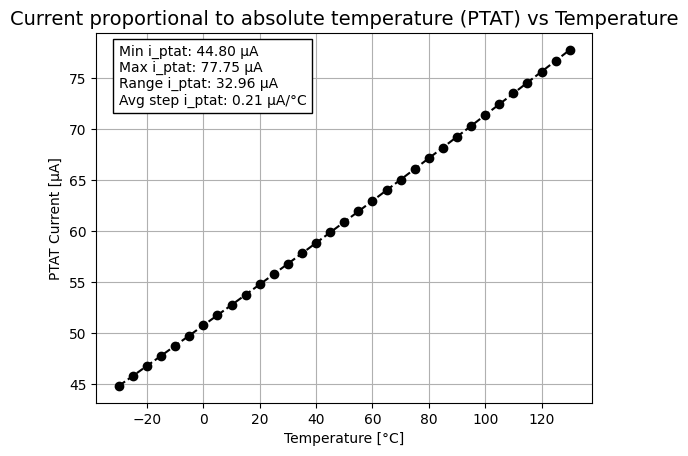 Current proportional to absolute temperature (PTAT) vs Temperature
Min i_ptat: 44.80 μA
Max i_ptat: 77.75 μA
Range i_ptat: 32.96 μA
Avg step i_ptat: 0.21 μA/°C
PTAT Current [μA]
75
70
65
60
55
50
45
−20 0 20 40 60 80 100 120
Temperature [°C]